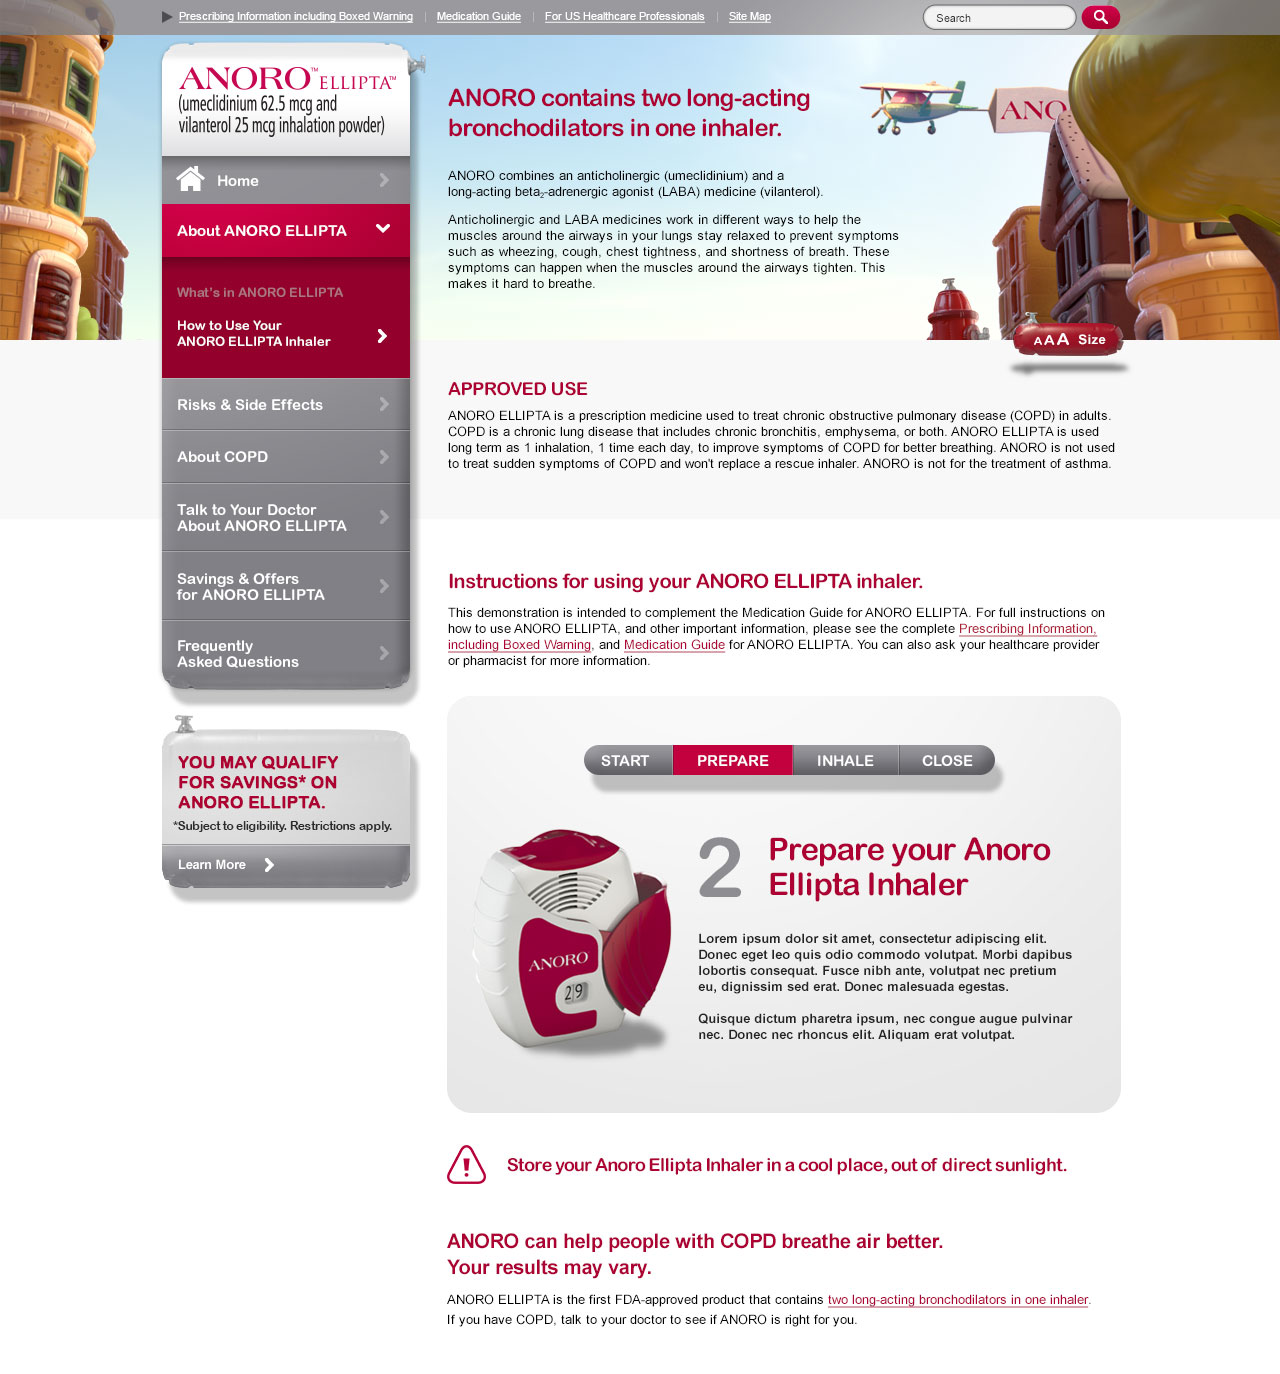 Prescribing Information including Boxed Warning
Medication Guide
For US Healthcare Professionals
Site Map
Search
ANORO™ ELLIPTA™
(umeclidinium 62.5 mcg and
vilanterol 25 mcg inhalation powder)
Home
About ANORO ELLIPTA
What's in ANORO ELLIPTA
How to Use Your
ANORO ELLIPTA Inhaler
Risks & Side Effects
About COPD
Talk to Your Doctor
About ANORO ELLIPTA
Savings & Offers
for ANORO ELLIPTA
Frequently
Asked Questions
YOU MAY QUALIFY
FOR SAVINGS* ON
ANORO ELLIPTA.
*Subject to eligibility. Restrictions apply.
Learn More
ANORO contains two long-acting
bronchodilators in one inhaler.
ANO
ANORO combines an anticholinergic (umeclidinium) and a
long-acting beta₂-adrenergic agonist (LABA) medicine (vilanterol).
Anticholinergic and LABA medicines work in different ways to help the
muscles around the airways in your lungs stay relaxed to prevent symptoms
such as wheezing, cough, chest tightness, and shortness of breath. These
symptoms can happen when the muscles around the airways tighten. This
makes it hard to breathe.
AAA Size
APPROVED USE
ANORO ELLIPTA is a prescription medicine used to treat chronic obstructive pulmonary disease (COPD) in adults.
COPD is a chronic lung disease that includes chronic bronchitis, emphysema, or both. ANORO ELLIPTA is used
long term as 1 inhalation, 1 time each day, to improve symptoms of COPD for better breathing. ANORO is not used
to treat sudden symptoms of COPD and won't replace a rescue inhaler. ANORO is not for the treatment of asthma.
Instructions for using your ANORO ELLIPTA inhaler.
This demonstration is intended to complement the Medication Guide for ANORO ELLIPTA. For full instructions on
how to use ANORO ELLIPTA, and other important information, please see the complete Prescribing Information,
including Boxed Warning, and Medication Guide for ANORO ELLIPTA. You can also ask your healthcare provider
or pharmacist for more information.
START
PREPARE
INHALE
CLOSE
ANORO
29
2
Prepare your Anoro
Ellipta Inhaler
Lorem ipsum dolor sit amet, consectetur adipiscing elit.
Donec eget leo quis odio commodo volutpat. Morbi dapibus
lobortis consequat. Fusce nibh ante, volutpat nec pretium
eu, dignissim sed erat. Donec malesuada egestas.
Quisque dictum pharetra ipsum, nec congue augue pulvinar
nec. Donec nec rhoncus elit. Aliquam erat volutpat.
Store your Anoro Ellipta Inhaler in a cool place, out of direct sunlight.
ANORO can help people with COPD breathe air better.
Your results may vary.
ANORO ELLIPTA is the first FDA-approved product that contains two long-acting bronchodilators in one inhaler.
If you have COPD, talk to your doctor to see if ANORO is right for you.